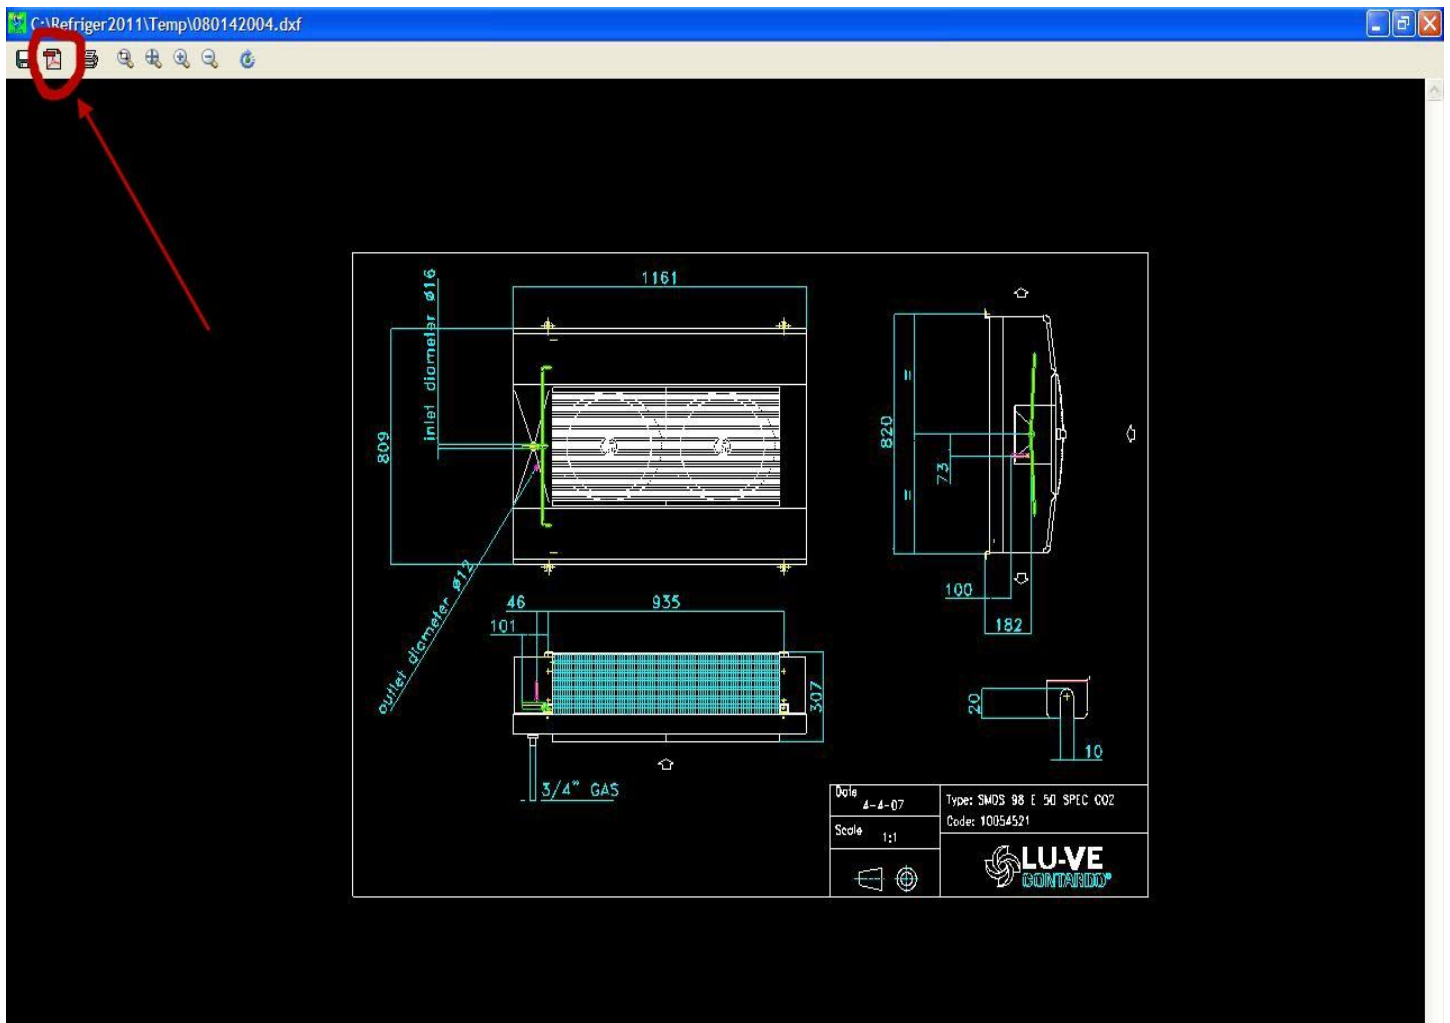 C:\Refriger2011\Temp\080142004.dxf
1161
inlet diameter ø16
809
outlet diameter ø12
820
73
100
182
46
935
101
307
3/4" GAS
20
10
Date
4-4-07
Scale
1:1
Type: SMDS 98 E 50 SPEC CO2
Code: 10054521
LU-VE
CONTARDO®